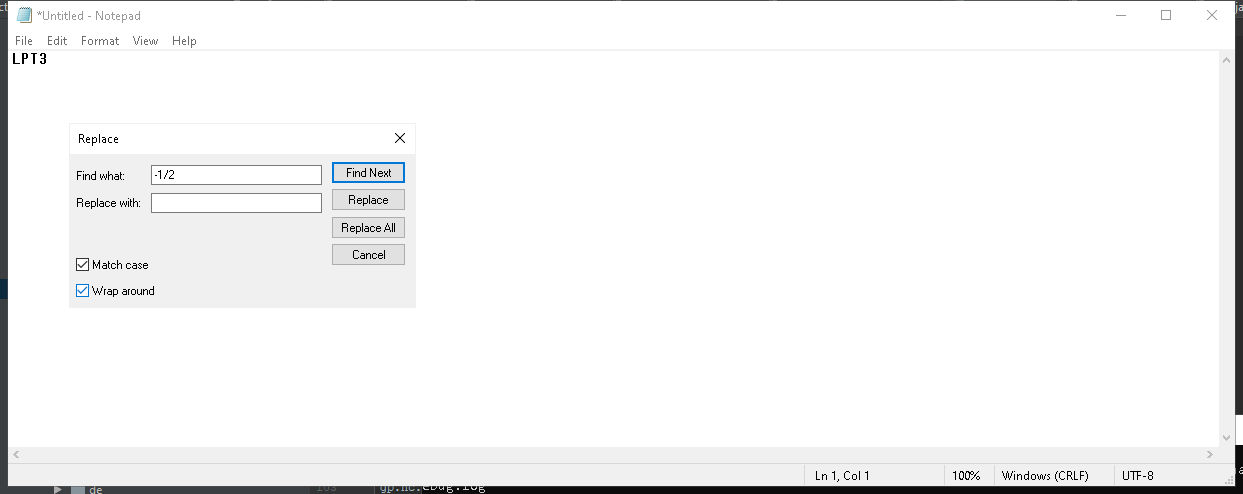 *Untitled - Notepad
File Edit Format View Help
LPT3
Replace
Find what: -1/2 Find Next
Replace with: Replace
Replace All
Cancel
Match case
Wrap around
Ln 1, Col 1 100% Windows (CRLF) UTF-8
de